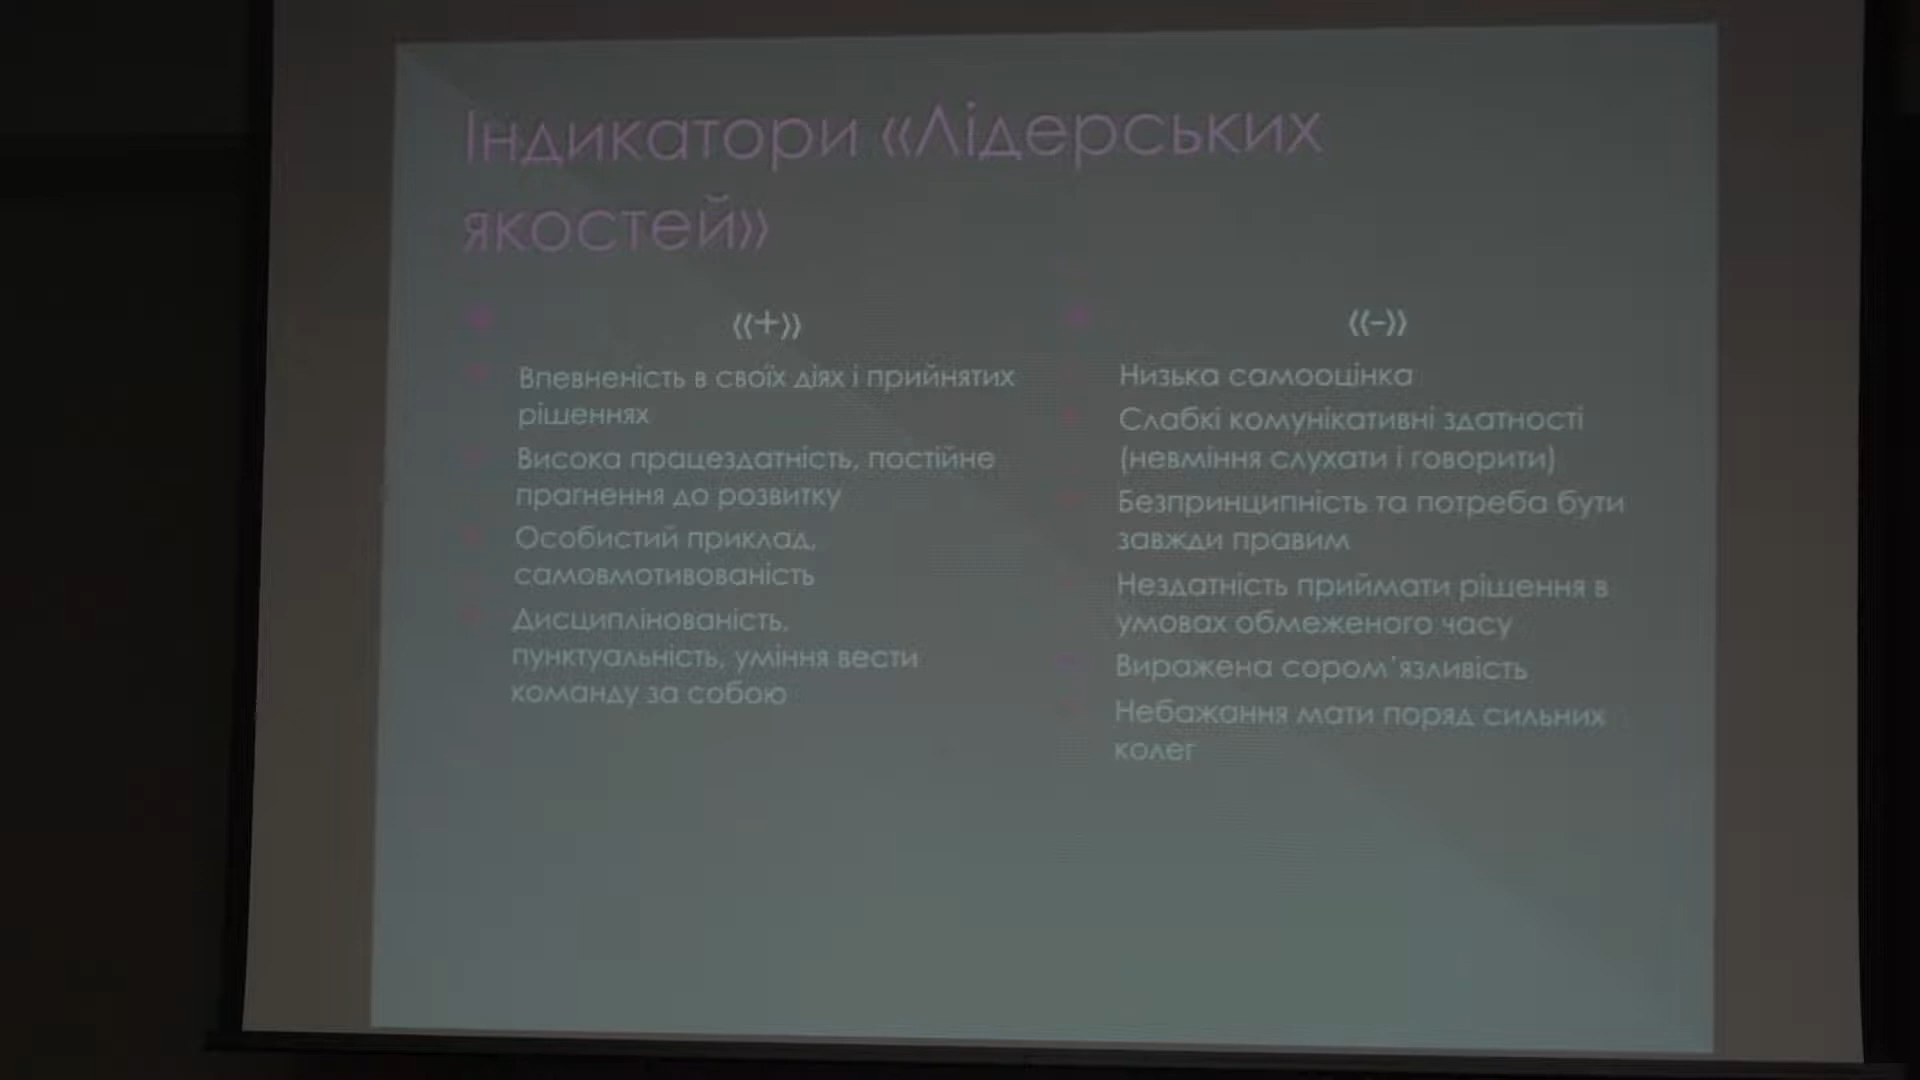 Індикатори «Лідерських
якостей»
«+»
Впевненість в своїх діях і прийнятих
рішеннях
Висока працездатність, постійне
прагнення до розвитку
Особистий приклад,
самовмотивованість
Дисциплінованість,
пунктуальність, уміння вести
команду за собою
«-»
Низька самооцінка
Слабкі комунікативні здатності
(невміння слухати і говорити)
Безпринципність та потреба бути
завжди правим
Нездатність приймати рішення в
умовах обмеженого часу
Виражена сором'язливість
Небажання мати поряд сильних
колег